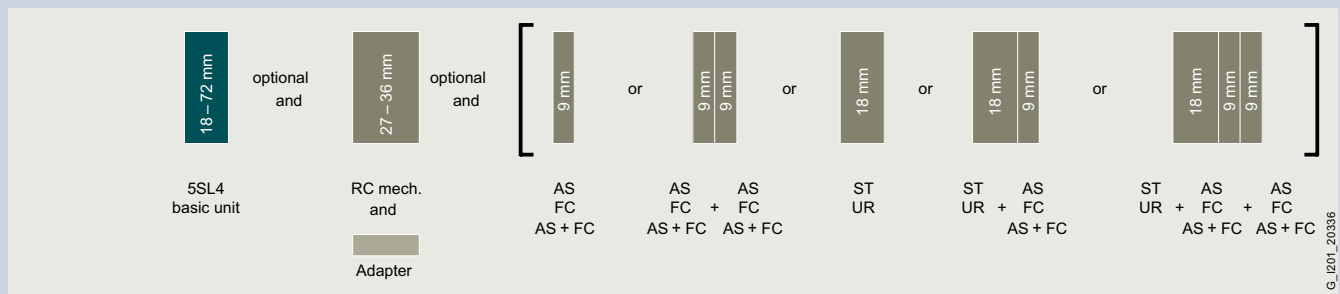 18 – 72 mm
optional
and
27 – 36 mm
optional
and
9 mm
or
9 mm
9 mm
or
18 mm
or
18 mm
9 mm
or
18 mm
9 mm
9 mm
5SL4
basic unit
RC mech.
and
Adapter
AS
FC
AS + FC
AS AS
FC + FC
AS + FC AS + FC
ST
UR
ST AS
UR + FC
AS + FC
ST AS AS
UR + FC + FC
AS + FC AS + FC
G_I201_20336